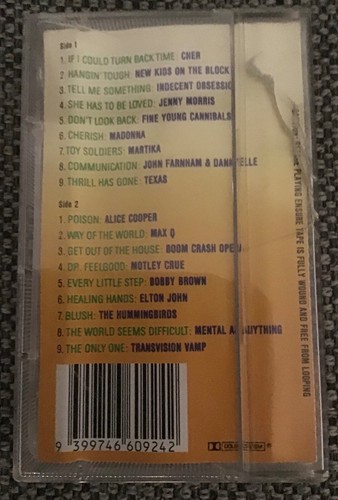 Side 1
1. IF I COULD TURN BACK TIME: CHER
2. HANGIN' TOUGH: NEW KIDS ON THE BLOCK
3. TELL ME SOMETHING: INDECENT OBSESSIO
4. SHE HAS TO BE LOVED: JENNY MORRIS
5. DON'T LOOK BACK: FINE YOUNG CANNIBALS
6. CHERISH: MADONNA
7. TOY SOLDIERS: MARTIKA
8. COMMUNICATION: JOHN FARNHAM & DANNIELLE
9. THRILL HAS GONE: TEXAS
Side 2
1. POISON: ALICE COOPER
2. WAY OF THE WORLD: MAX Q
3. GET OUT OF THE HOUSE: BOOM CRASH OPERA
4. DR. FEELGOOD: MOTLEY CRUE
5. EVERY LITTLE STEP: BOBBY BROWN
6. HEALING HANDS: ELTON JOHN
7. BLUSH: THE HUMMINGBIRDS
8. THE WORLD SEEMS DIFFICULT: MENTAL AS ANYTHING
9. THE ONLY ONE: TRANSVISION VAMP
9 399746 609242
DOLBY SYSTEM
PLAYING ENSURE TAPE IS FULLY WOUND AND FREE FROM LOOPING